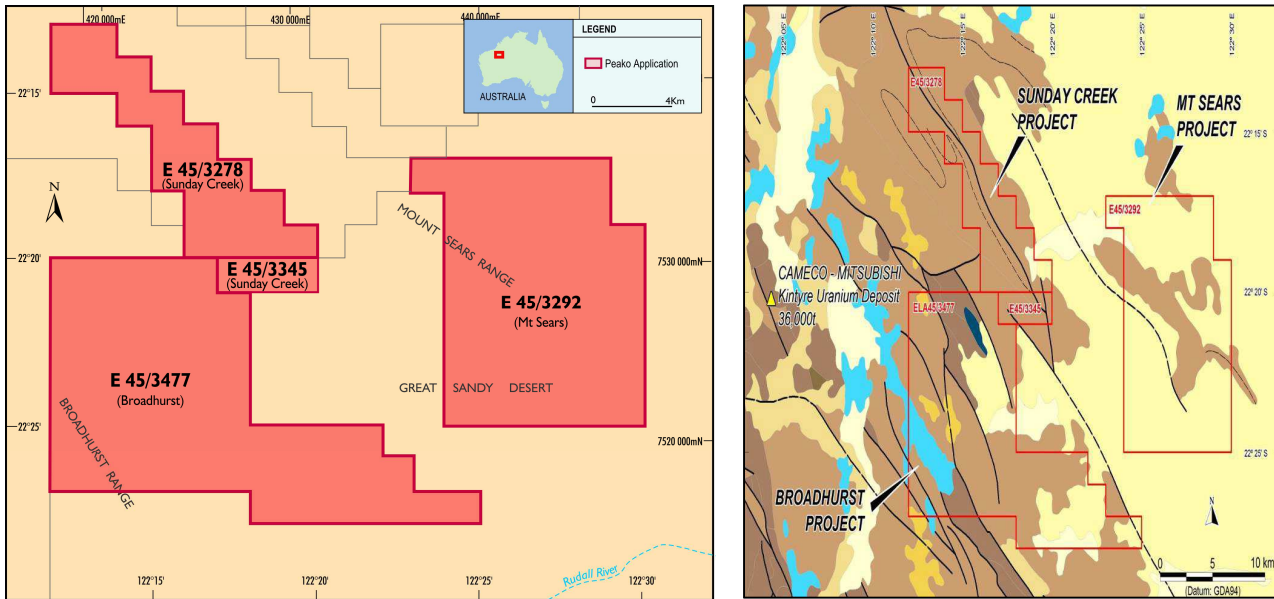 420 000mE
430 000mE
440 000mE
LEGEND
Peako Application
0
4Km
AUSTRALIA
22°15'
E 45/3278
(Sunday Creek)
N
MOUNT SEARS RANGE
22°20'
7530 000mN
E 45/3345
(Sunday Creek)
E 45/3292
(Mt Sears)
E 45/3477
(Broadhurst)
GREAT SANDY DESERT
BROADHURST RANGE
22°25'
7520 000mN
Rudall River
122°15'
122°20'
122°25'
122°30'
122° 05' E
122° 10' E
122° 15' E
122° 20' E
122° 25' E
122° 30' E
E45/3278
SUNDAY CREEK
PROJECT
MT SEARS
PROJECT
22° 15' S
E45/3292
CAMECO - MITSUBISHI
Kintyre Uranium Deposit
36,000t
22° 20' S
ELA45/3477
E45/3345
22° 25' S
BROADHURST
PROJECT
N
0
5
10 km
(Datum: GDA94)